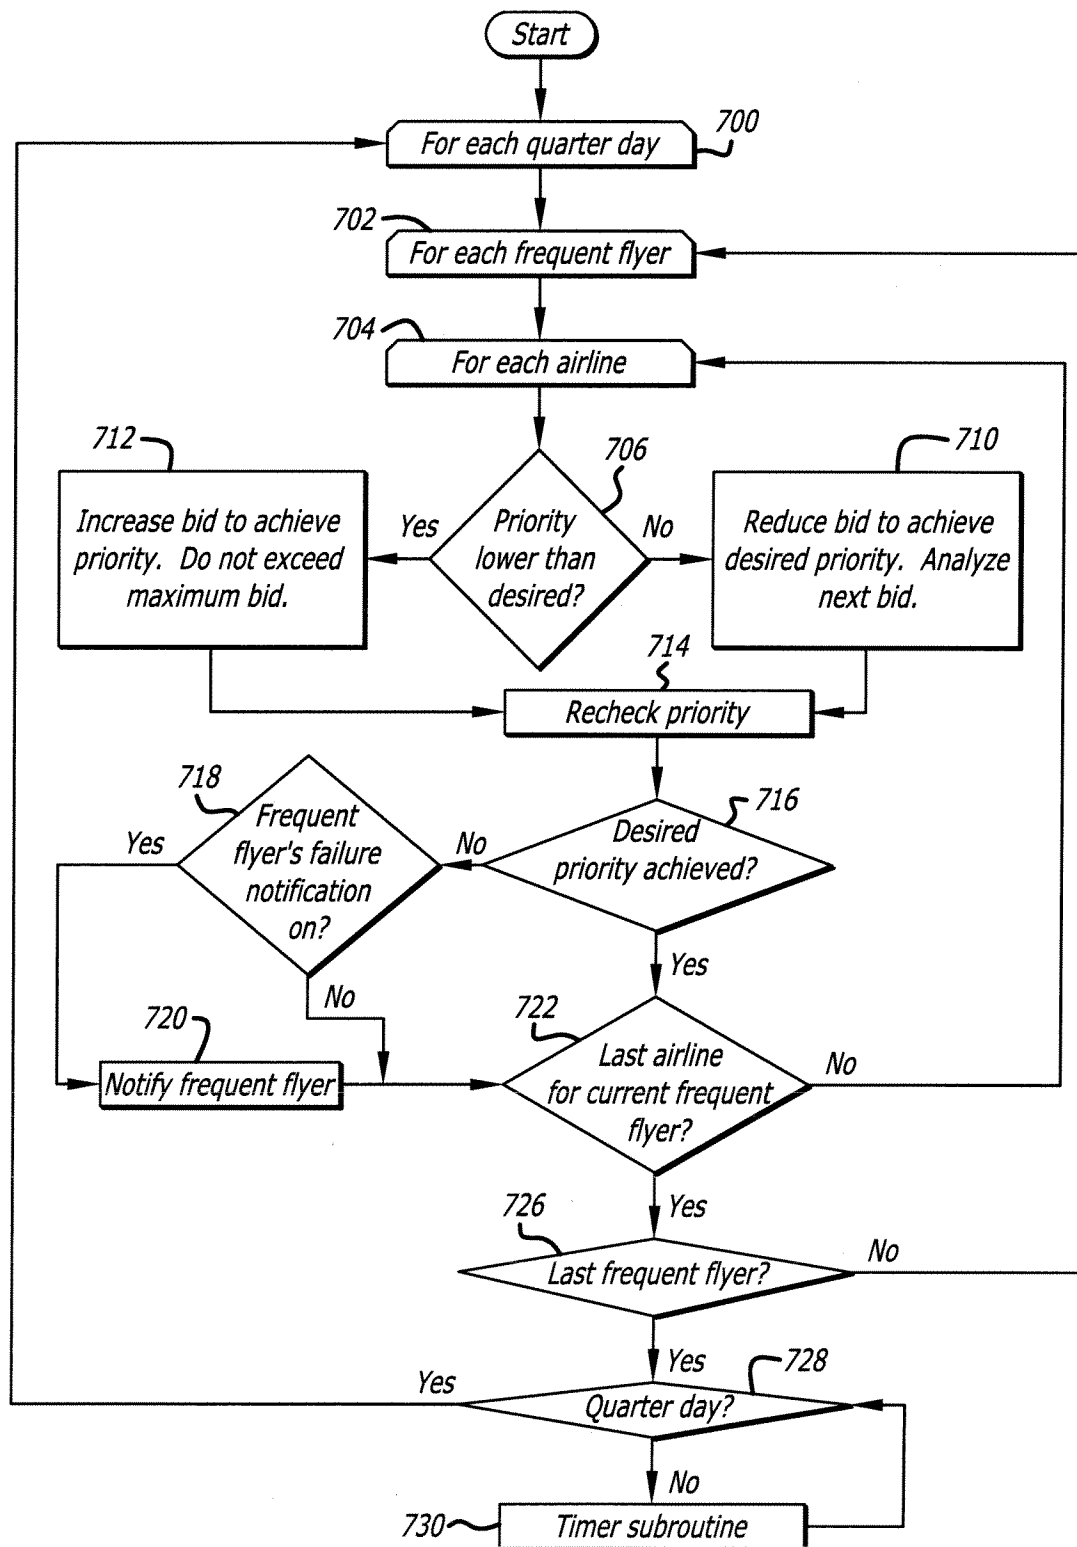 Start
For each quarter day
700
702
For each frequent flyer
704
For each airline
712
706
710
Increase bid to achieve
priority. Do not exceed
maximum bid.
Yes
Priority
lower than
desired?
No
Reduce bid to achieve
desired priority. Analyze
next bid.
714
Recheck priority
718
716
Yes
Frequent
flyer's failure
notification
on?
No
Desired
priority achieved?
No
Yes
720
722
Notify frequent flyer
Last airline
for current frequent
flyer?
No
726
Yes
Last frequent flyer?
No
Yes
728
Yes
Quarter day?
No
730
Timer subroutine